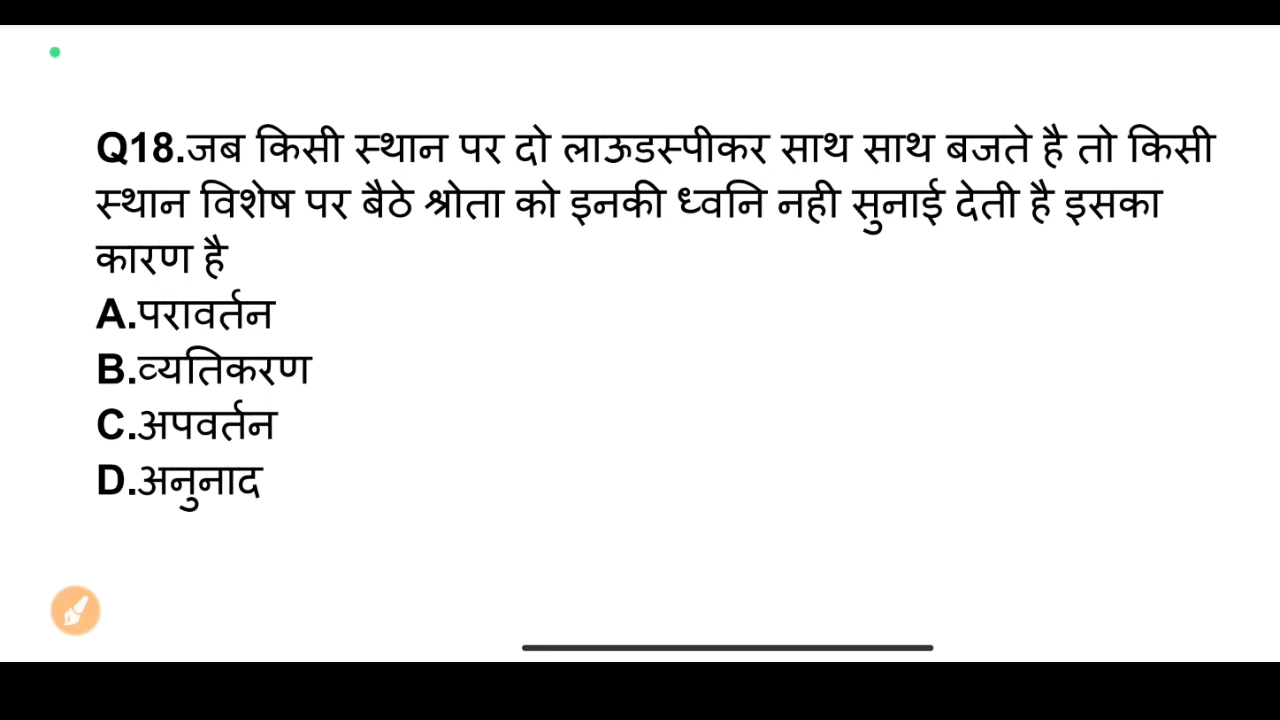 Q18.जब किसी स्थान पर दो लाऊडस्पीकर साथ साथ बजते है तो किसी
स्थान विशेष पर बैठे श्रोता को इनकी ध्वनि नही सुनाई देती है इसका
कारण है
A.परावर्तन
B.व्यतिकरण
C.अपवर्तन
D.अनुनाद